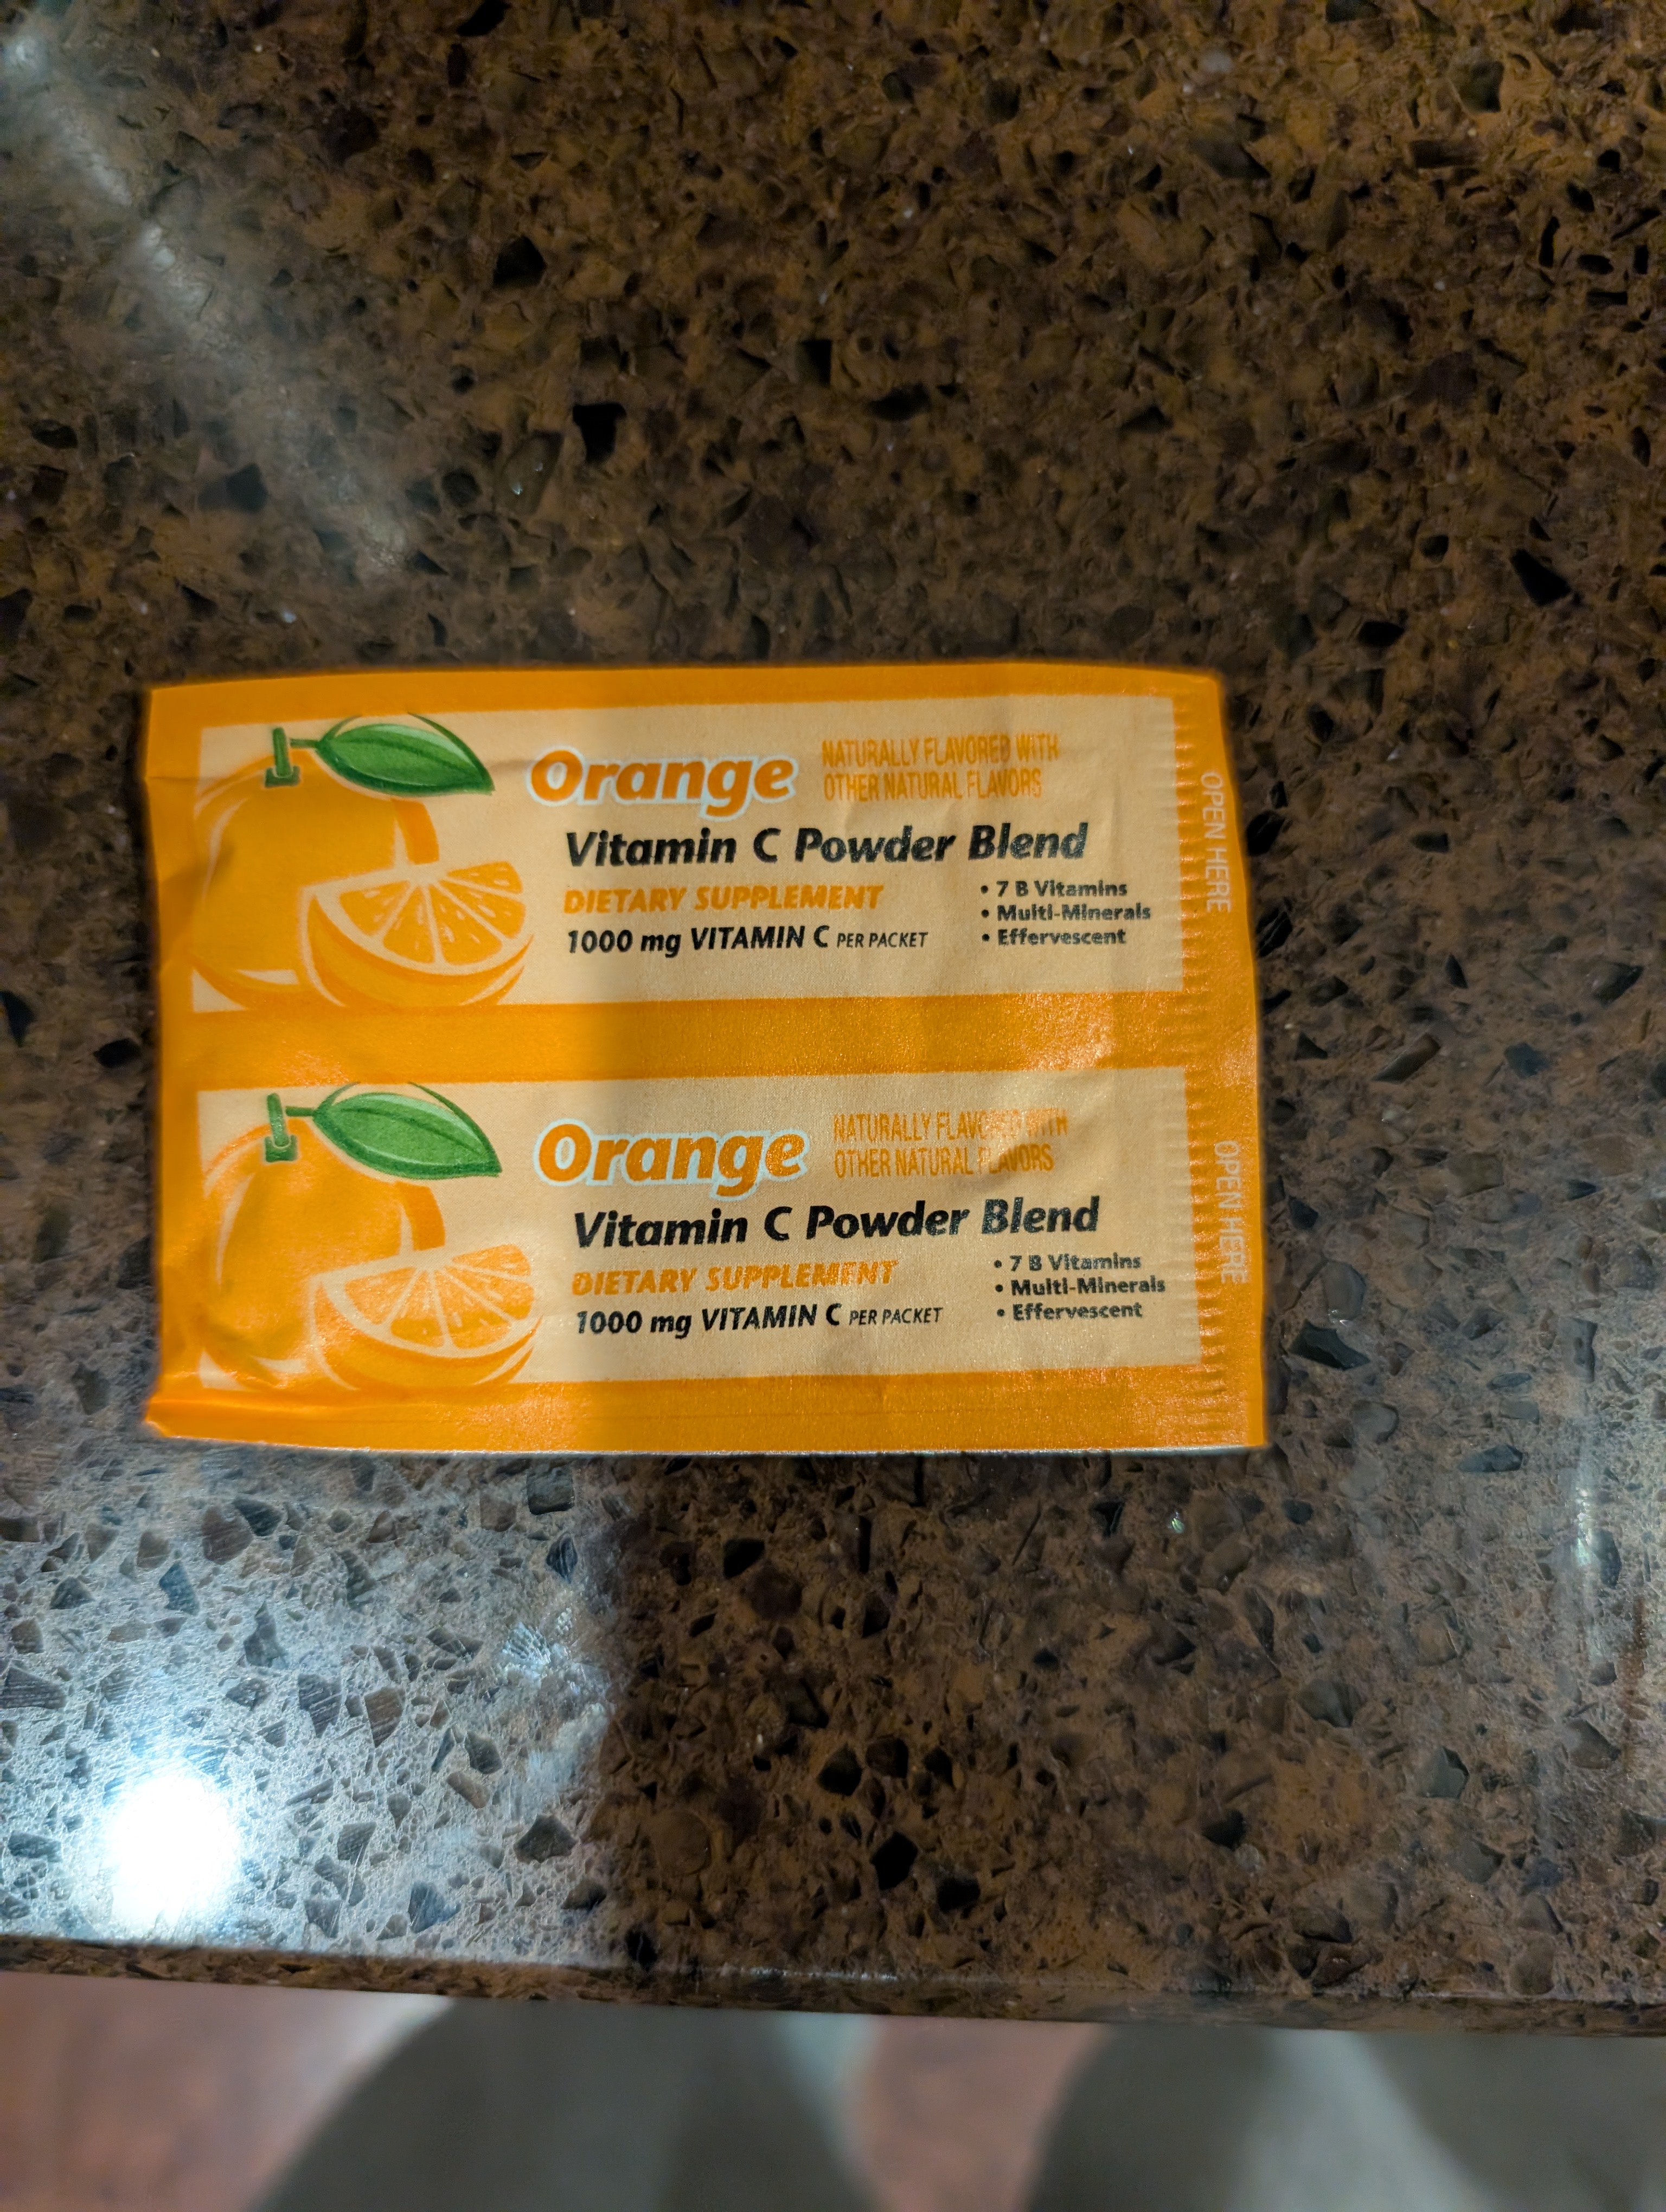 Orange
NATURALLY FLAVORED WITH
OTHER NATURAL FLAVORS
Vitamin C Powder Blend
DIETARY SUPPLEMENT
1000 mg VITAMIN C PER PACKET
• 7 B Vitamins
• Multi-Minerals
• Effervescent
OPEN HERE
Orange
NATURALLY FLAVORED WITH
OTHER NATURAL FLAVORS
Vitamin C Powder Blend
DIETARY SUPPLEMENT
1000 mg VITAMIN C PER PACKET
• 7 B Vitamins
• Multi-Minerals
• Effervescent
OPEN HERE